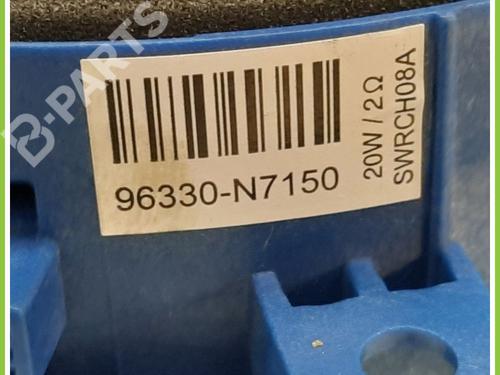 B-PARTS
96330-N7150
20W / 2Ω
SWRCH08A